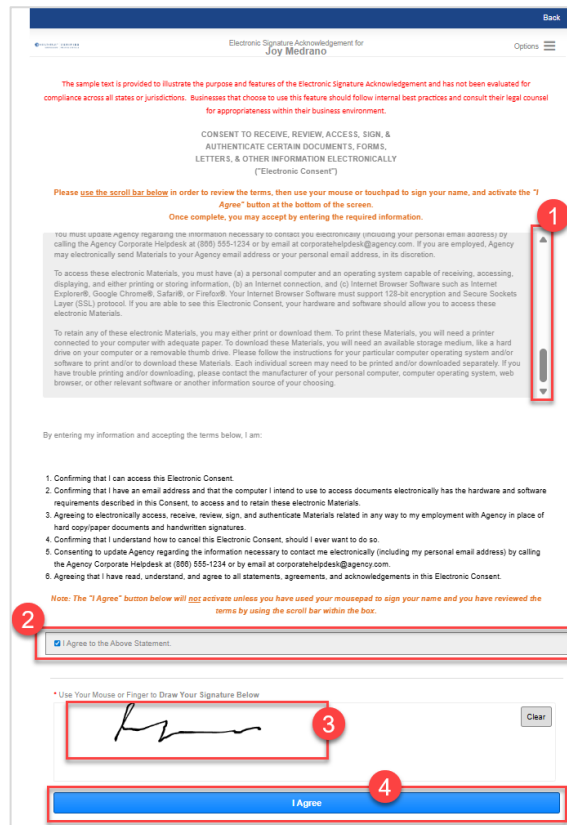 Back
Electronic Signature Acknowledgement for
Joy Medrano
Options
The sample text is provided to illustrate the purpose and features of the Electronic Signature Acknowledgement and has not been evaluated for
compliance across all states or jurisdictions. Businesses that choose to use this feature should follow internal best practices and consult their legal counsel
for appropriateness within their business environment.
CONSENT TO RECEIVE, REVIEW, ACCESS, SIGN, &
AUTHENTICATE CERTAIN DOCUMENTS, FORMS,
LETTERS, & OTHER INFORMATION ELECTRONICALLY
("Electronic Consent")
Please use the scroll bar below in order to review the terms, then use your mouse or touchpad to sign your name, and activate the "I
Agree" button at the bottom of the screen.
Once complete, you may accept by entering the required information.
1
You must update Agency regarding the information necessary to contact you electronically (including your personal email address) by
calling the Agency Corporate Helpdesk at (866) 555-1234 or by email at corporatehelpdesk@agency.com. If you are employed, Agency
may electronically send Materials to your Agency email address or your personal email address, in its discretion.
To access these electronic Materials, you must have (a) a personal computer and an operating system capable of receiving, accessing,
displaying, and either printing or storing information, (b) an Internet connection, and (c) Internet Browser Software such as Internet
Explorer®, Google Chrome®, Safari®, or Firefox®. Your Internet Browser Software must support 128-bit encryption and Secure Sockets
Layer (SSL) protocol. If you are able to see this Electronic Consent, your hardware and software should allow you to access these
electronic Materials.
To retain any of these electronic Materials, you may either print or download them. To print these Materials, you will need a printer
connected to your computer with adequate paper. To download these Materials, you will need an available storage medium, like a hard
drive on your computer or a removable thumb drive. Please follow the instructions for your particular computer operating system and/or
software to print and/or to download these Materials. Each individual screen may need to be printed and/or downloaded separately. If you
have trouble printing and/or downloading, please contact the manufacturer of your personal computer, computer operating system, web
browser, or other relevant software or another information source of your choosing.
By entering my information and accepting the terms below, I am:
1. Confirming that I can access this Electronic Consent.
2. Confirming that I have an email address and that the computer I intend to use to access documents electronically has the hardware and software
requirements described in this Consent, to access and to retain these electronic Materials.
3. Agreeing to electronically access, receive, review, sign, and authenticate Materials related in any way to my employment with Agency in place of
hard copy/paper documents and handwritten signatures.
4. Confirming that I understand how to cancel this Electronic Consent, should I ever want to do so.
5. Consenting to update Agency regarding the information necessary to contact me electronically (including my personal email address) by calling
the Agency Corporate Helpdesk at (866) 555-1234 or by email at corporatehelpdesk@agency.com.
6. Agreeing that I have read, understand, and agree to all statements, agreements, and acknowledgements in this Electronic Consent.
Note: The "I Agree" button below will not activate unless you have used your mousepad to sign your name and you have reviewed the
terms by using the scroll bar within the box.
2
I Agree to the Above Statement.
* Use Your Mouse or Finger to Draw Your Signature Below
Clear
3
4
I Agree